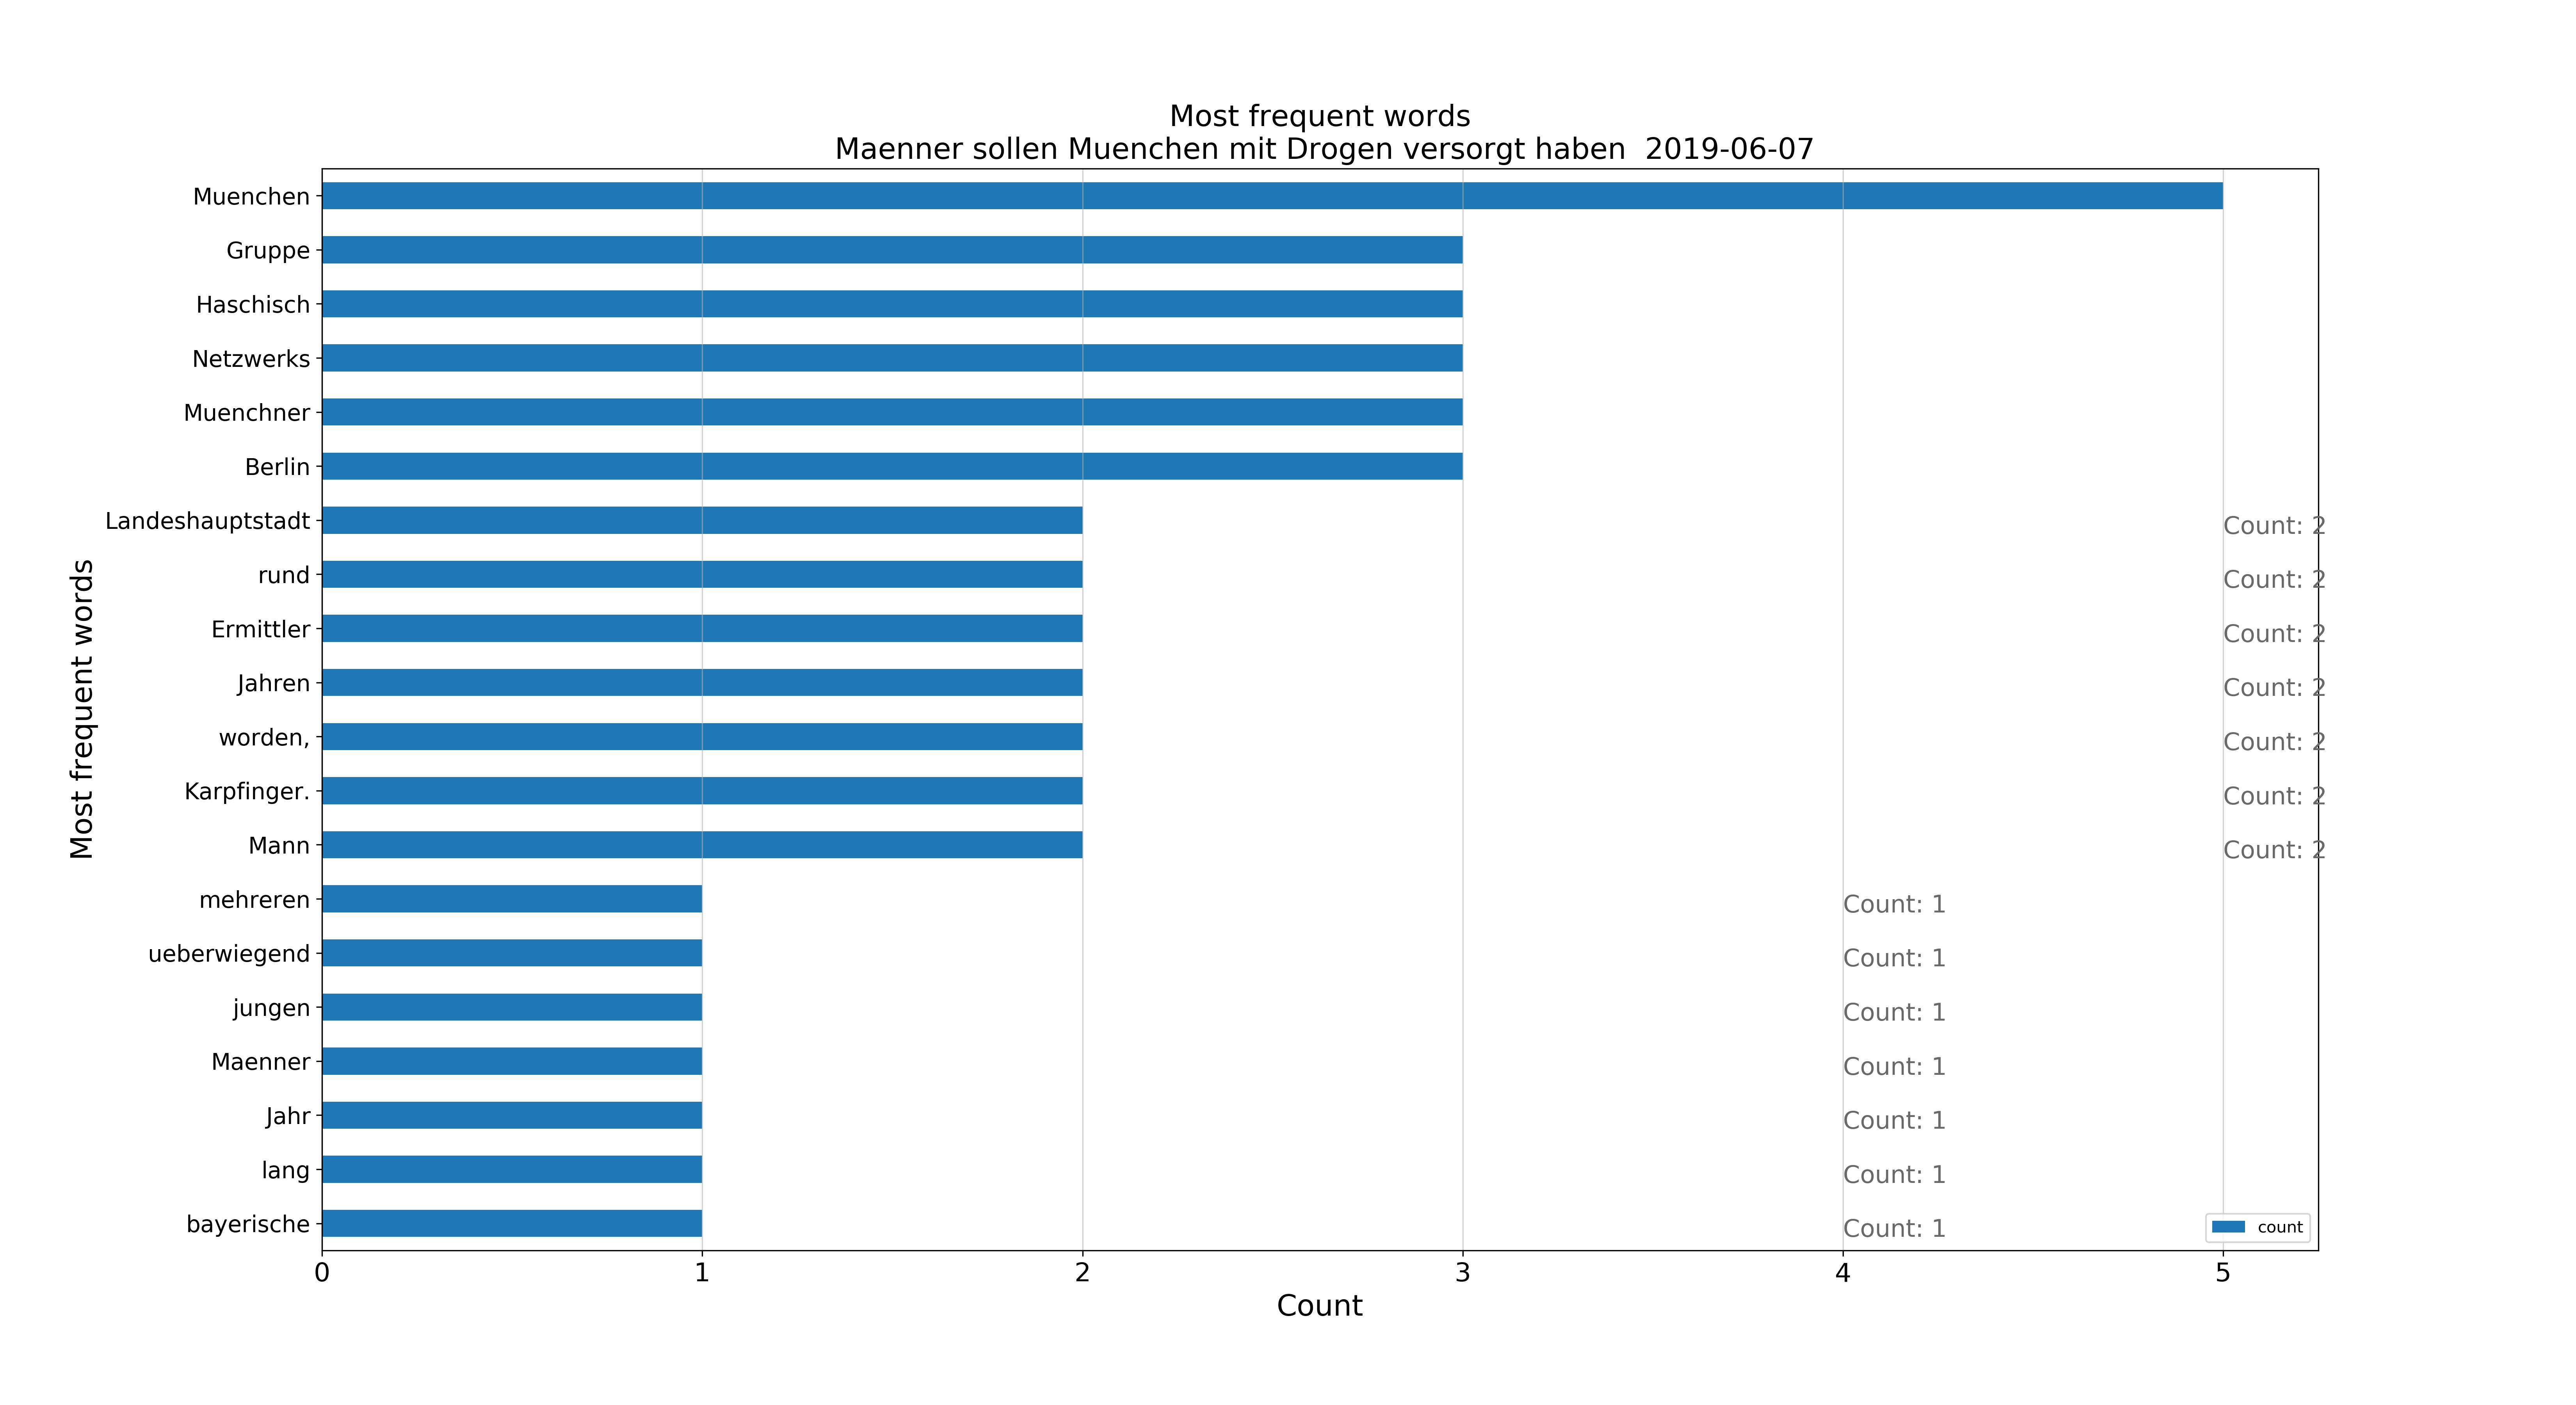 Most frequent words
Maenner sollen Muenchen mit Drogen versorgt haben  2019-06-07
Most frequent words
Muenchen
Gruppe
Haschisch
Netzwerks
Muenchner
Berlin
Landeshauptstadt Count: 2
rund Count: 2
Ermittler Count: 2
Jahren Count: 2
worden, Count: 2
Karpfinger. Count: 2
Mann Count: 2
mehreren Count: 1
ueberwiegend Count: 1
jungen Count: 1
Maenner Count: 1
Jahr Count: 1
lang Count: 1
bayerische Count: 1
count
0 1 2 3 4 5
Count